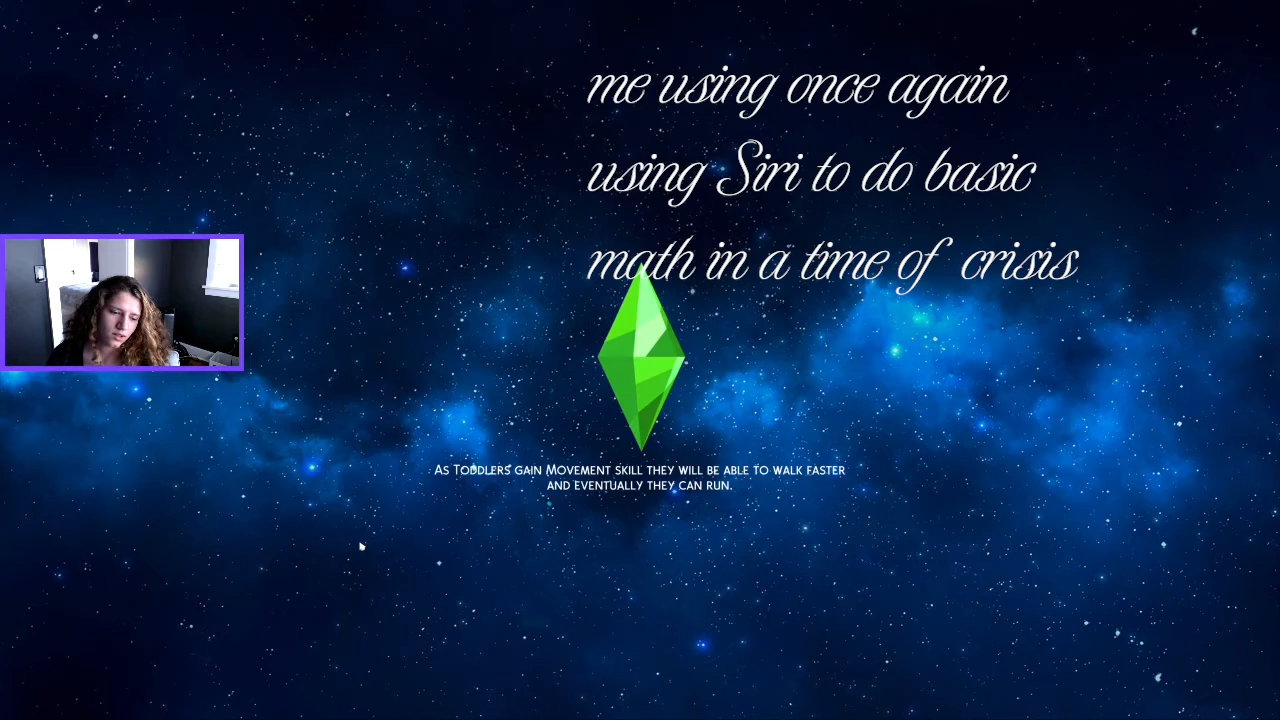 me using once again
using Siri to do basic
math in a time of crisis
As Toddlers gain Movement skill they will be able to walk faster
and eventually they can run.